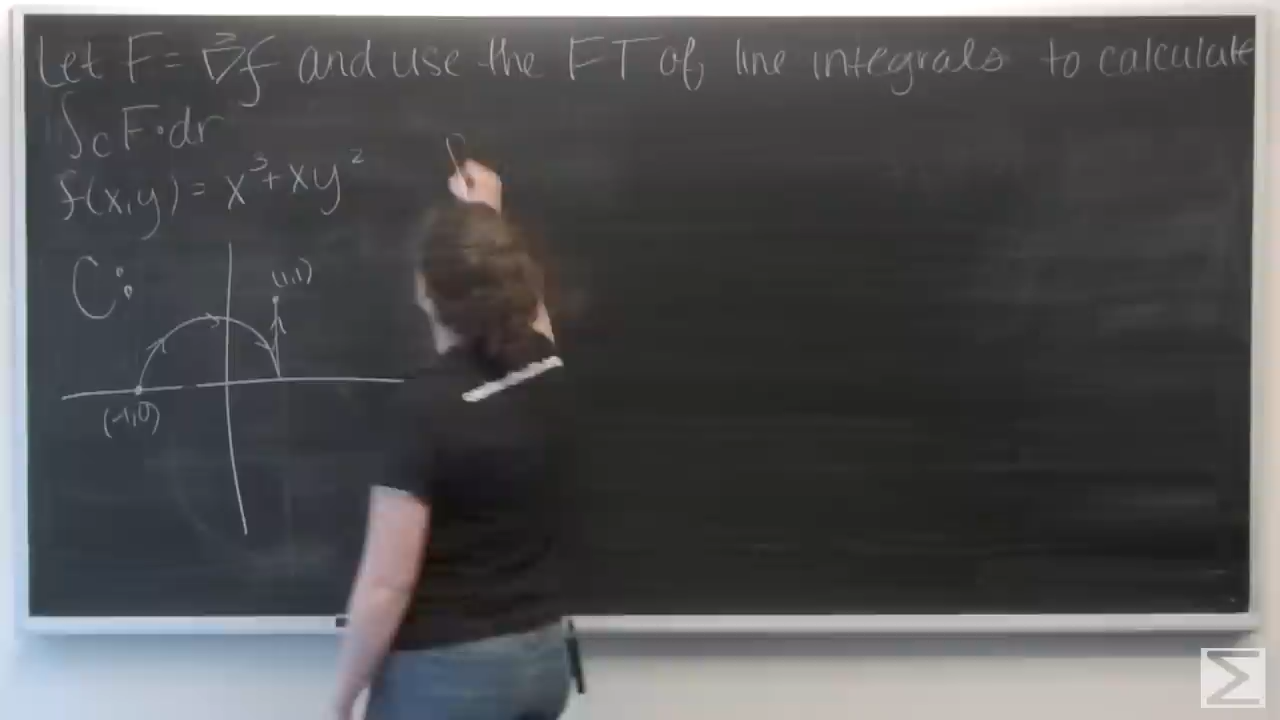 Let F = ∇f and use the FT of line integrals to calculate
∫_C F·dr
f(x,y) = x³ + xy²
C:
(1,1)
(-1,0)
Σ